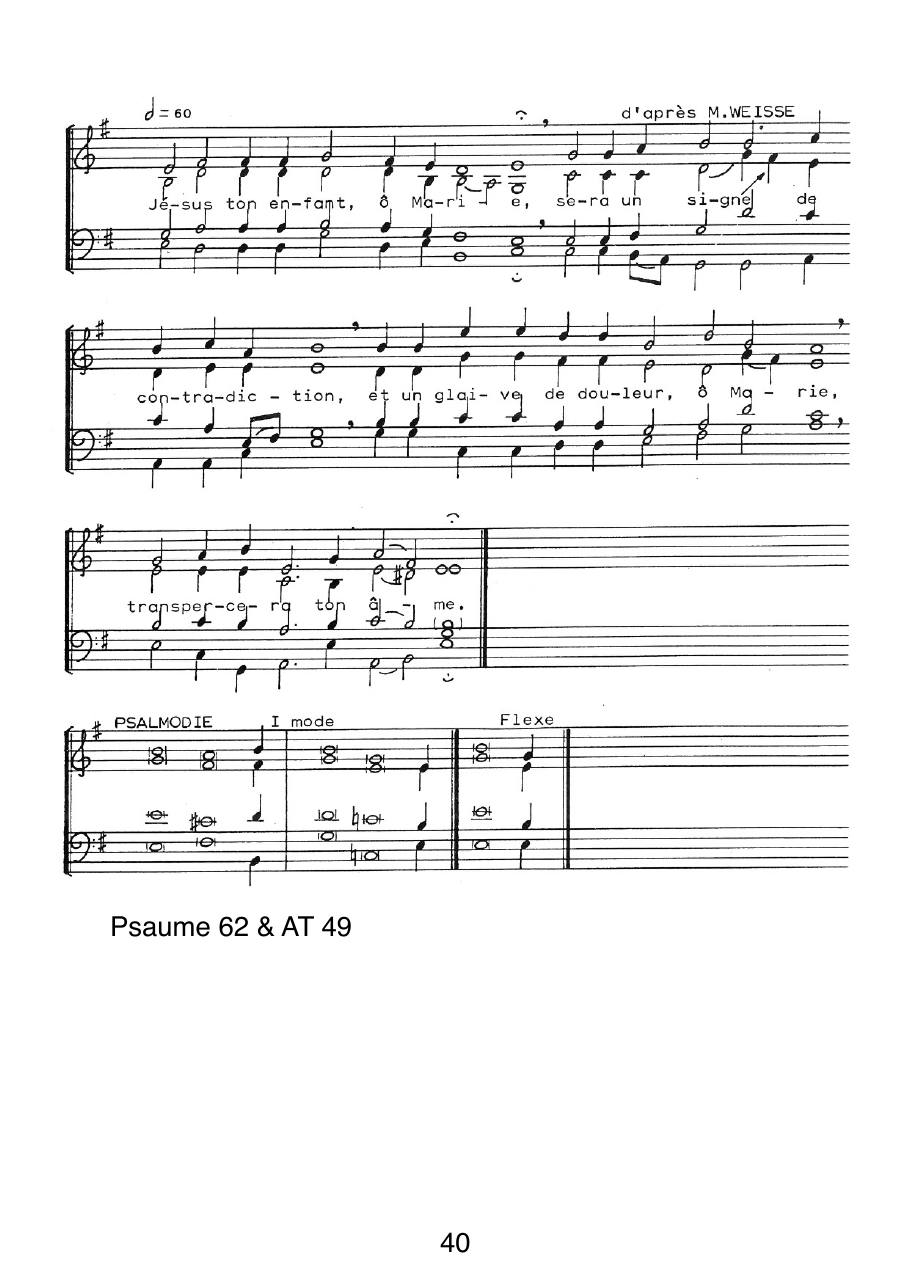 ♩ = 60 d'après M.WEISSE
Jé-sus ton en-fant, ô Ma-ri - e, se-ra un si-gne de
con-tra-dic - tion, et un glai-ve de dou-leur, ô Ma - rie,
transper-ce-ra ton â - me.
PSALMODIE I mode Flexe
Psaume 62 & AT 49
40